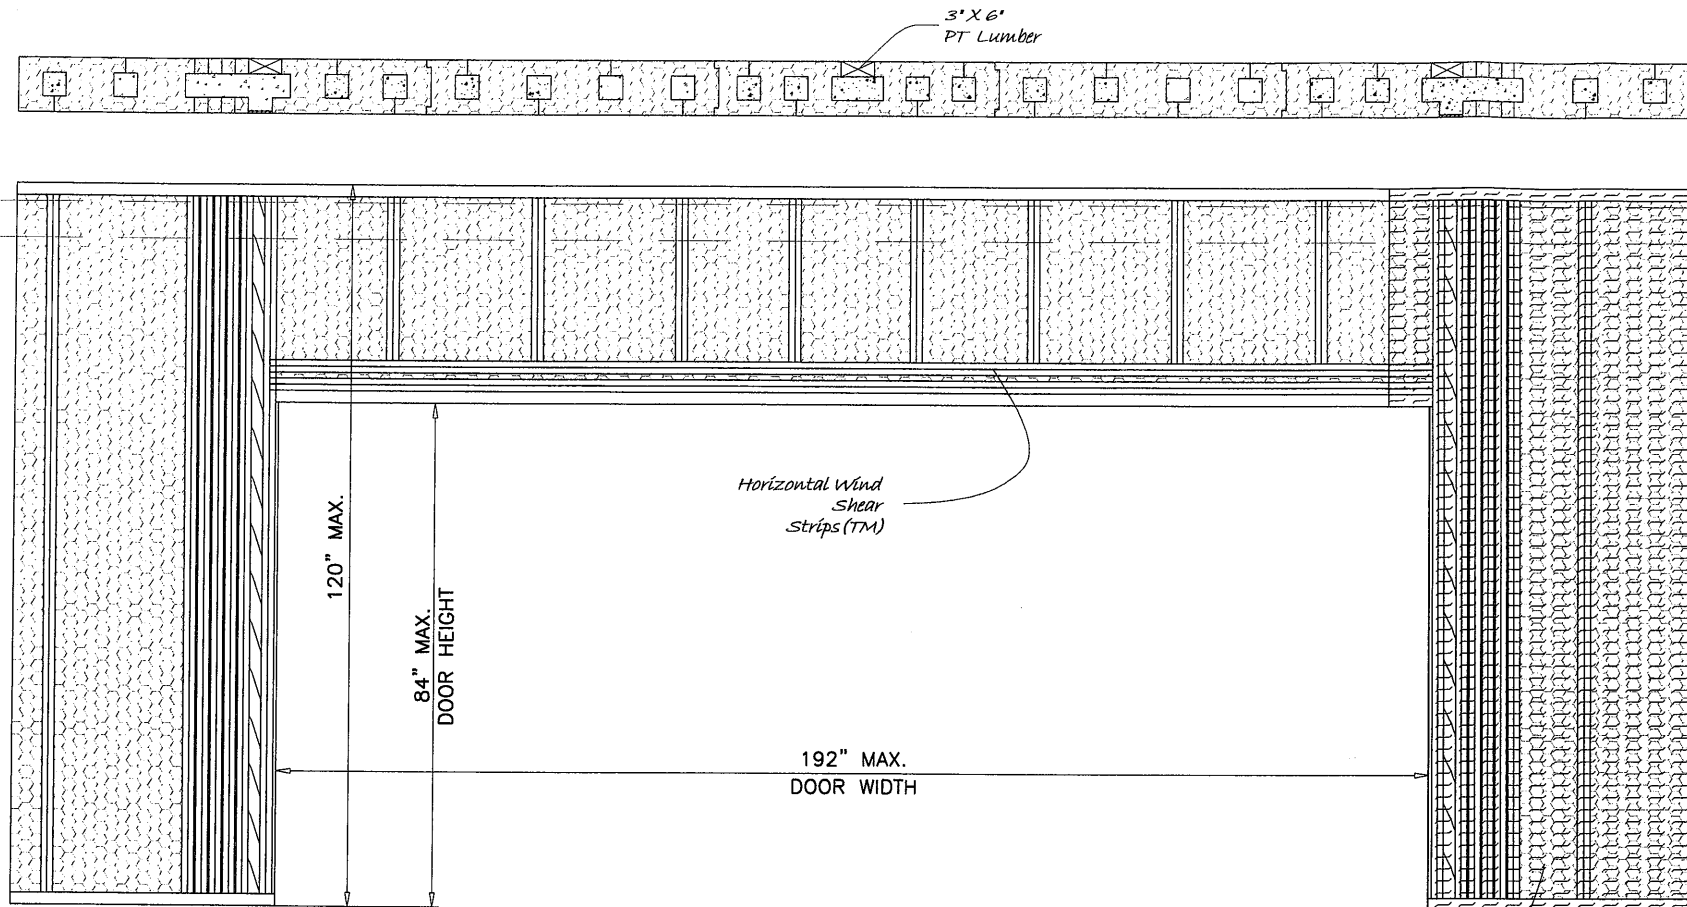 3"X 6"
PT Lumber
Horizontal Wind
Shear
Strips(TM)
120" MAX.
84" MAX.
DOOR HEIGHT
192" MAX.
DOOR WIDTH